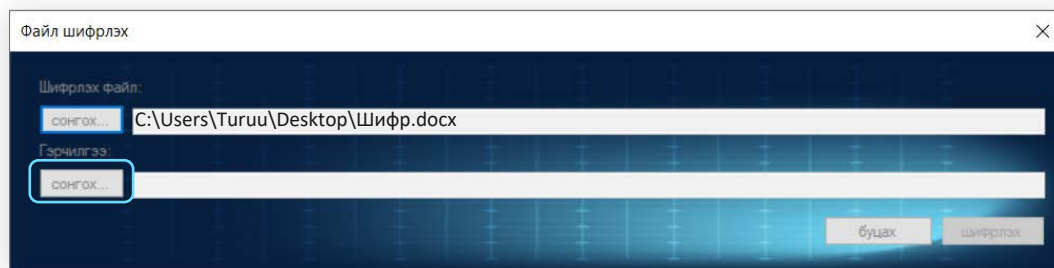 Файл шифрлэх
Шифрлэх файл:
сонгох...
C:\Users\Turuu\Desktop\Шифр.docx
Гэрчилгээ:
сонгох...
буцах
шифрлэх